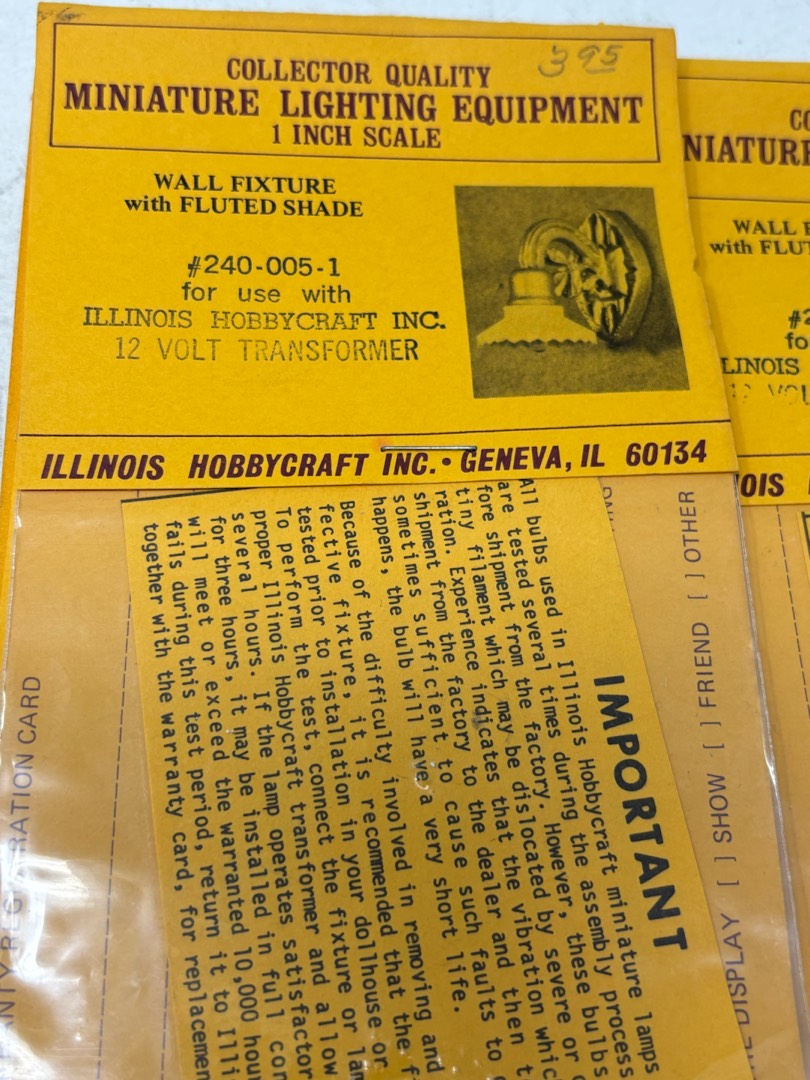 395
COLLECTOR QUALITY
MINIATURE LIGHTING EQUIPMENT
1 INCH SCALE
WALL FIXTURE
with FLUTED SHADE
#240-005-1
for use with
ILLINOIS HOBBYCRAFT INC.
12 VOLT TRANSFORMER
ILLINOIS HOBBYCRAFT INC. • GENEVA, IL 60134
IMPORTANT
All bulbs used in Illinois Hobbycraft miniature lamps
are tested several times during the assembly process
fore shipment from the factory. However, these bulbs
tiny filament which may be dislocated by severe or
ration. Experience indicates that the vibration
shipment from the factory to the dealer and then
sometimes sufficient to cause such faults to
happens, the bulb will have a very short life.
Because of the difficulty involved in removing and
fective fixture, it is recommended that the
tested prior to installation in your dollhouse or
To perform the test, connect the fixture or
proper Illinois Hobbycraft transformer and allow
several hours. If the lamp operates
for three hours, it may be installed in full
will meet or exceed the warranted 10,000
fails during this test period, return it to
together with the warranty card, for
CARD
DISPLAY [ ] SHOW [ ] FRIEND [ ] OTHER
WALL
with